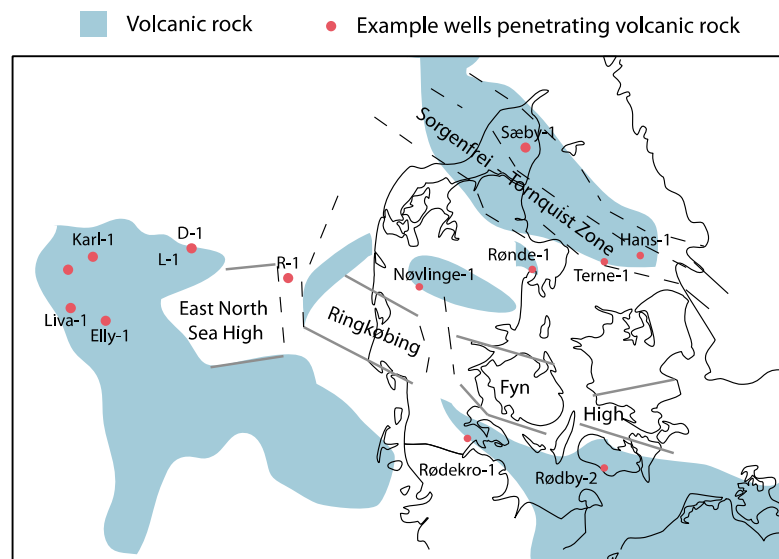 Volcanic rock
Example wells penetrating volcanic rock
Sæby-1
Sorgenfrei
Tornquist Zone
Karl-1
D-1
L-1
R-1
Nøvlinge-1
Rønde-1
Hans-1
Terne-1
Liva-1
Elly-1
East North
Sea High
Ringkøbing
Fyn
High
Rødekro-1
Rødby-2